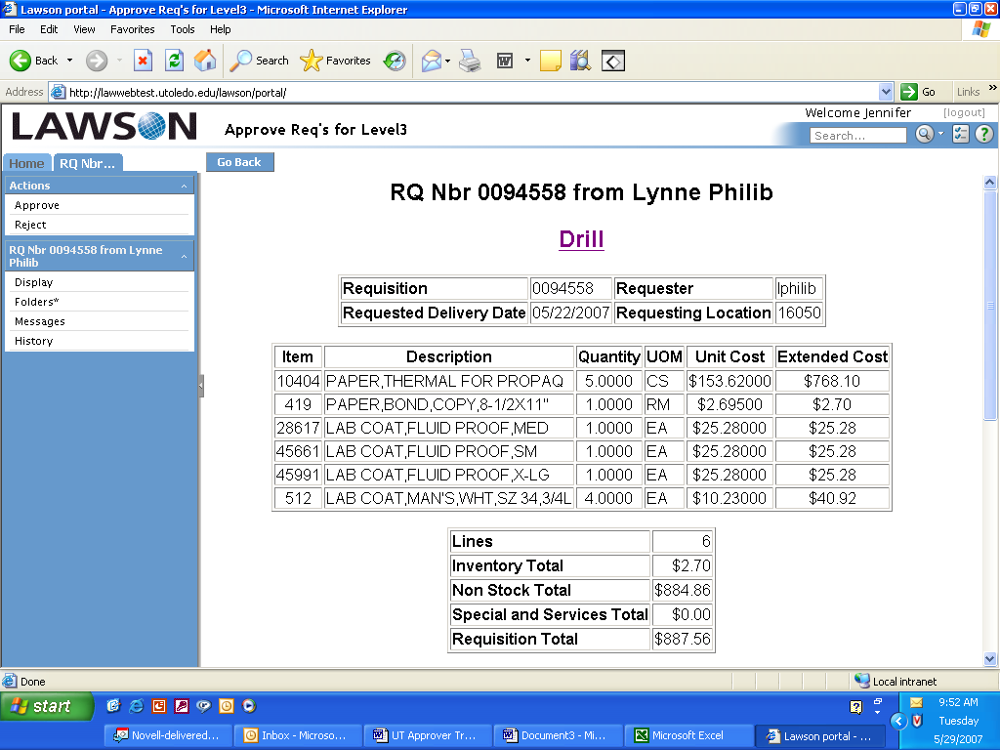 Lawson portal - Approve Req's for Level3 - Microsoft Internet Explorer
File Edit View Favorites Tools Help
Back Search Favorites
Address http://lawwebtest.utoledo.edu/lawson/portal/ Go Links »
LAWSON Approve Req's for Level3 Welcome Jennifer [logout]
Search...
Home RQ Nbr... Go Back
Actions
Approve
Reject
RQ Nbr 0094558 from Lynne
Philib
Display
Folders*
Messages
History
RQ Nbr 0094558 from Lynne Philib
Drill
Requisition 0094558 Requester lphilib
Requested Delivery Date 05/22/2007 Requesting Location 16050
Item Description Quantity UOM Unit Cost Extended Cost
10404 PAPER,THERMAL FOR PROPAQ 5.0000 CS $153.62000 $768.10
419 PAPER,BOND,COPY,8-1/2X11" 1.0000 RM $2.69500 $2.70
28617 LAB COAT,FLUID PROOF,MED 1.0000 EA $25.28000 $25.28
45661 LAB COAT,FLUID PROOF,SM 1.0000 EA $25.28000 $25.28
45991 LAB COAT,FLUID PROOF,X-LG 1.0000 EA $25.28000 $25.28
512 LAB COAT,MAN'S,WHT,SZ 34,3/4L 4.0000 EA $10.23000 $40.92
Lines 6
Inventory Total $2.70
Non Stock Total $884.86
Special and Services Total $0.00
Requisition Total $887.56
Done Local intranet
start 9:52 AM
Novell-delivered... Inbox - Microso... UT Approver Tr... Document3 - Mi... Microsoft Excel Lawson portal - ... Tuesday
5/29/2007